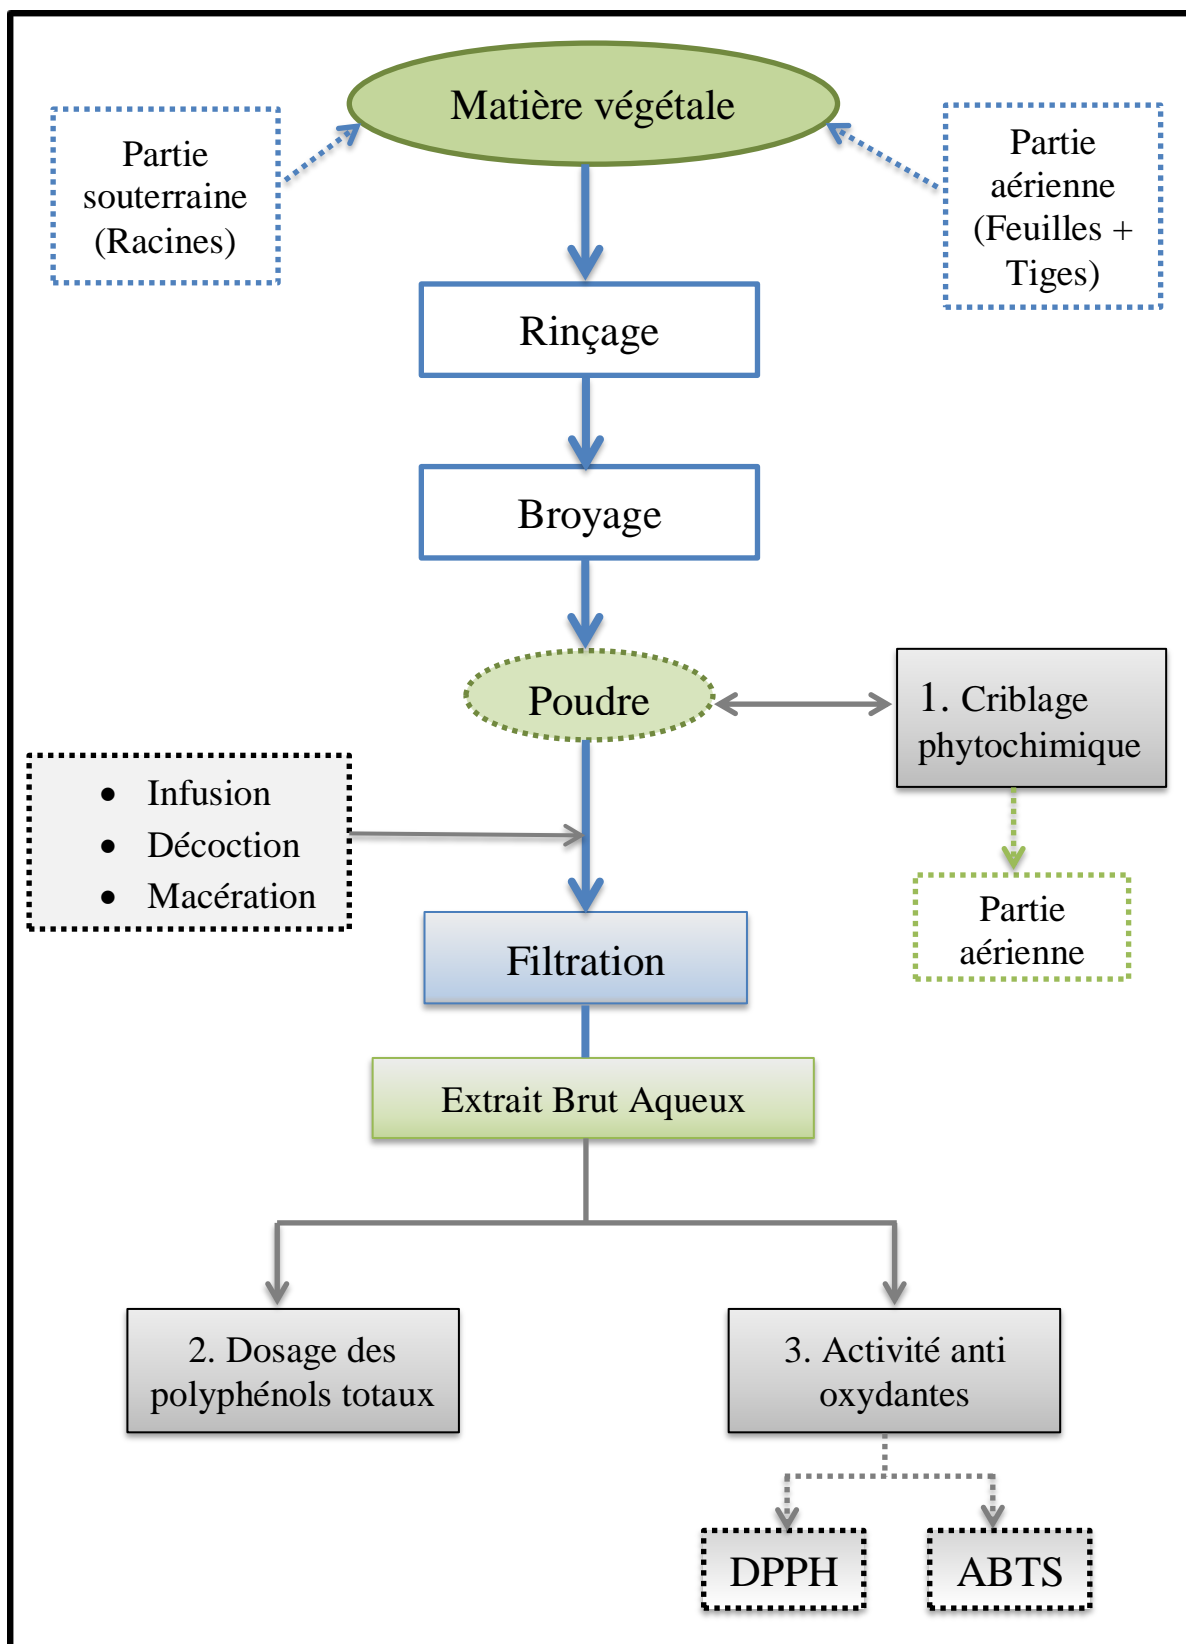 Matière végétale
Partie
souterraine
(Racines)
Partie
aérienne
(Feuilles +
Tiges)
Rinçage
Broyage
Poudre
1. Criblage
phytochimique
• Infusion
• Décoction
• Macération
Partie
aérienne
Filtration
Extrait Brut Aqueux
2. Dosage des
polyphénols totaux
3. Activité anti
oxydantes
DPPH
ABTS